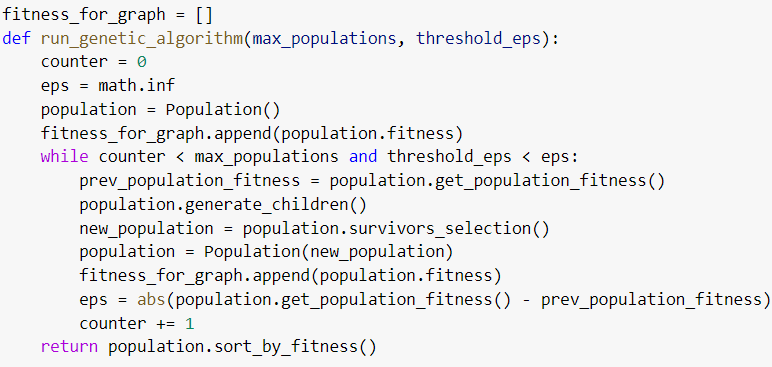 fitness_for_graph = []
def run_genetic_algorithm(max_populations, threshold_eps):
    counter = 0
    eps = math.inf
    population = Population()
    fitness_for_graph.append(population.fitness)
    while counter < max_populations and threshold_eps < eps:
        prev_population_fitness = population.get_population_fitness()
        population.generate_children()
        new_population = population.survivors_selection()
        population = Population(new_population)
        fitness_for_graph.append(population.fitness)
        eps = abs(population.get_population_fitness() - prev_population_fitness)
        counter += 1
    return population.sort_by_fitness()